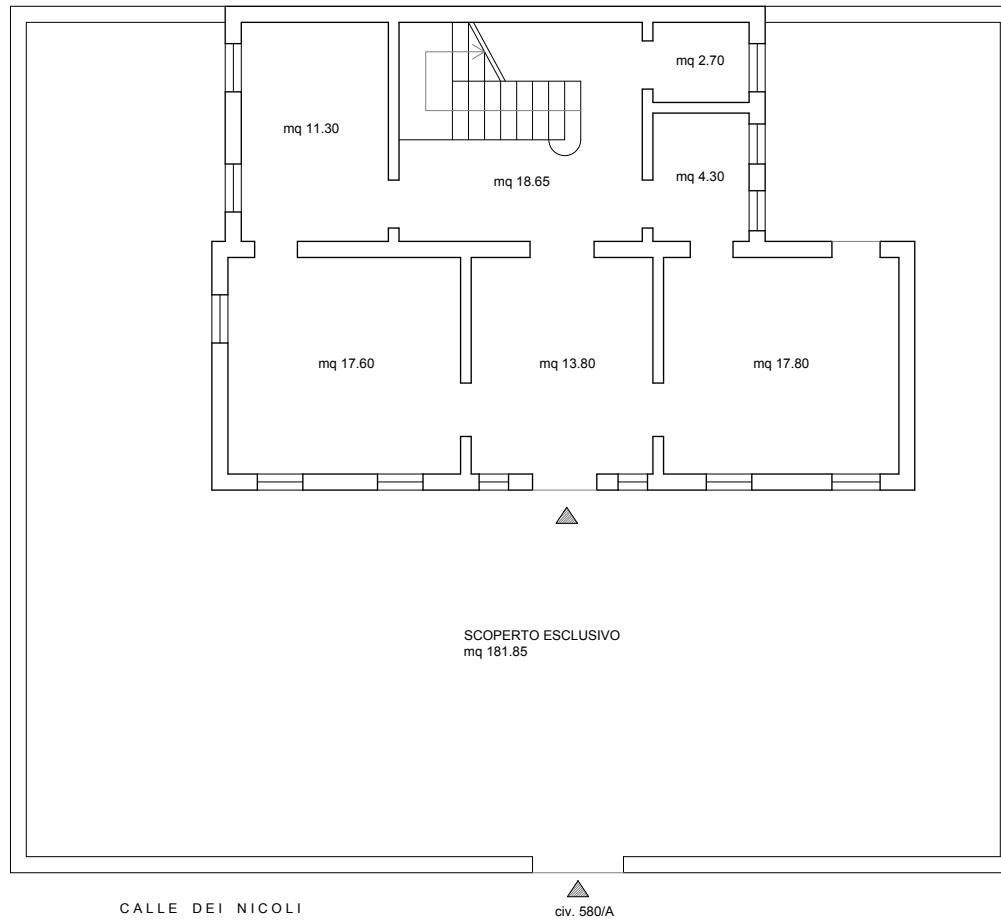 mq 2.70
mq 11.30
mq 18.65
mq 4.30
mq 17.60
mq 13.80
mq 17.80
SCOPERTO ESCLUSIVO
mq 181.85
CALLE DEI NICOLI
civ. 580/A